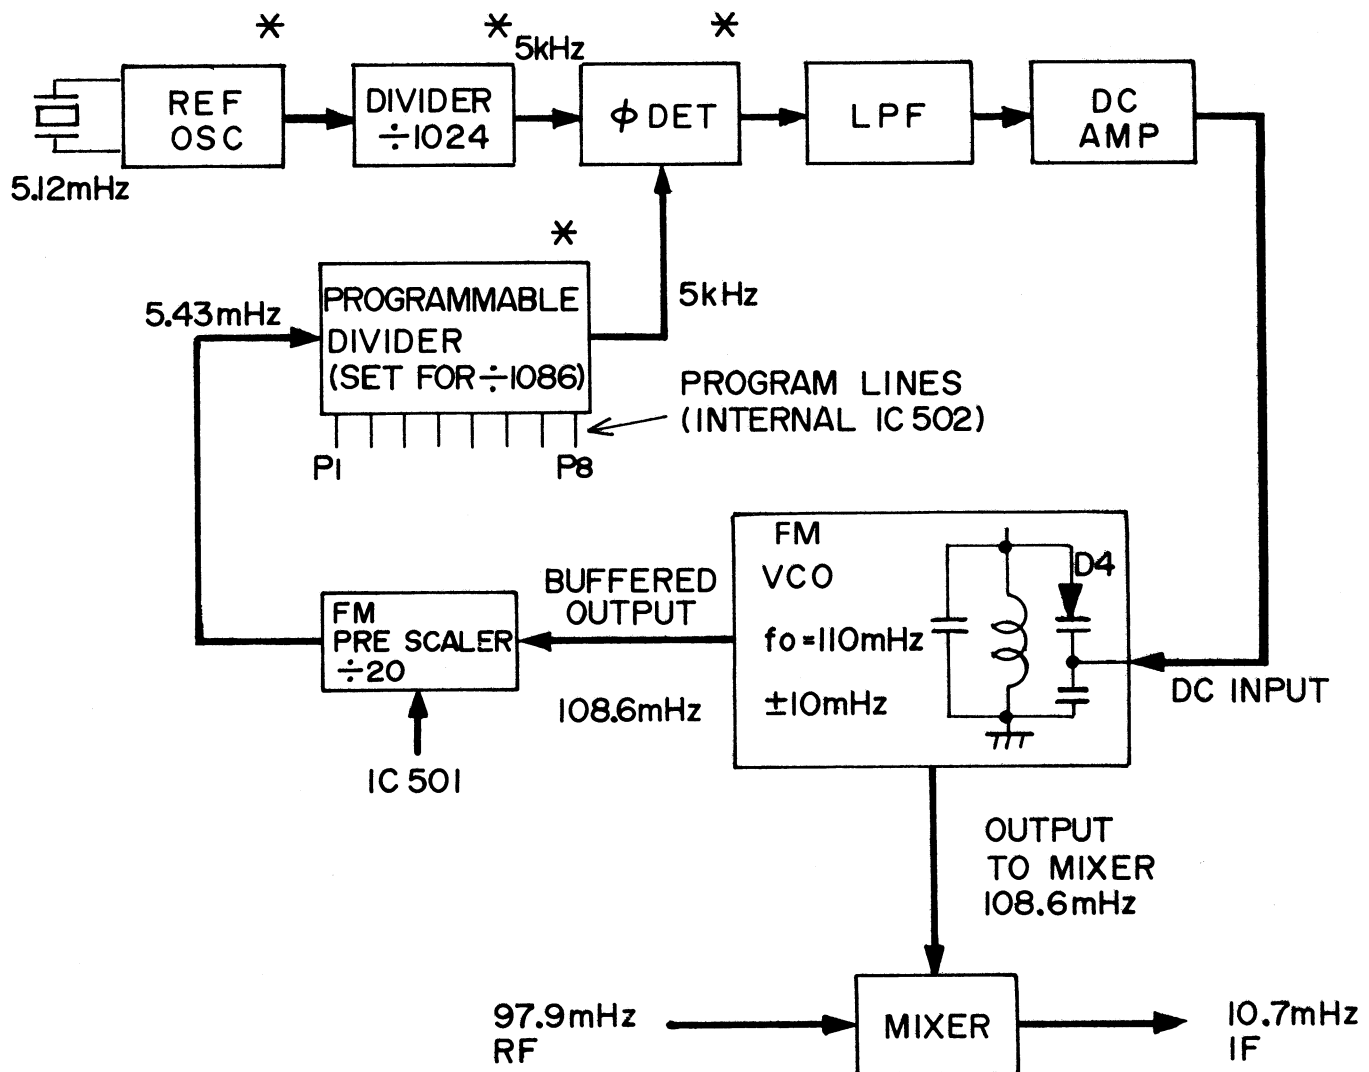 *
*
*
5kHz
REF
OSC
DIVIDER
÷1024
ϕ DET
LPF
DC
AMP
5.12mHz
*
5.43mHz
PROGRAMMABLE
DIVIDER
(SET FOR ÷1086)
5kHz
PROGRAM LINES
(INTERNAL IC 502)
P1
P8
FM
VCO
fo=110mHz
±10mHz
D4
BUFFERED
OUTPUT
FM
PRE SCALER
÷20
108.6mHz
DC INPUT
IC 501
OUTPUT
TO MIXER
108.6mHz
97.9mHz
RF
MIXER
10.7mHz
IF